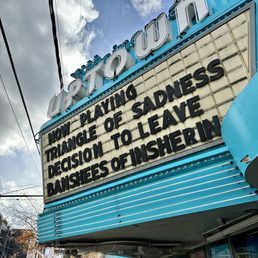 UPTOWN
NOW PLAYING
TRIANGLE OF SADNESS
DECISION TO LEAVE
BANSHEES OF INSHERIN